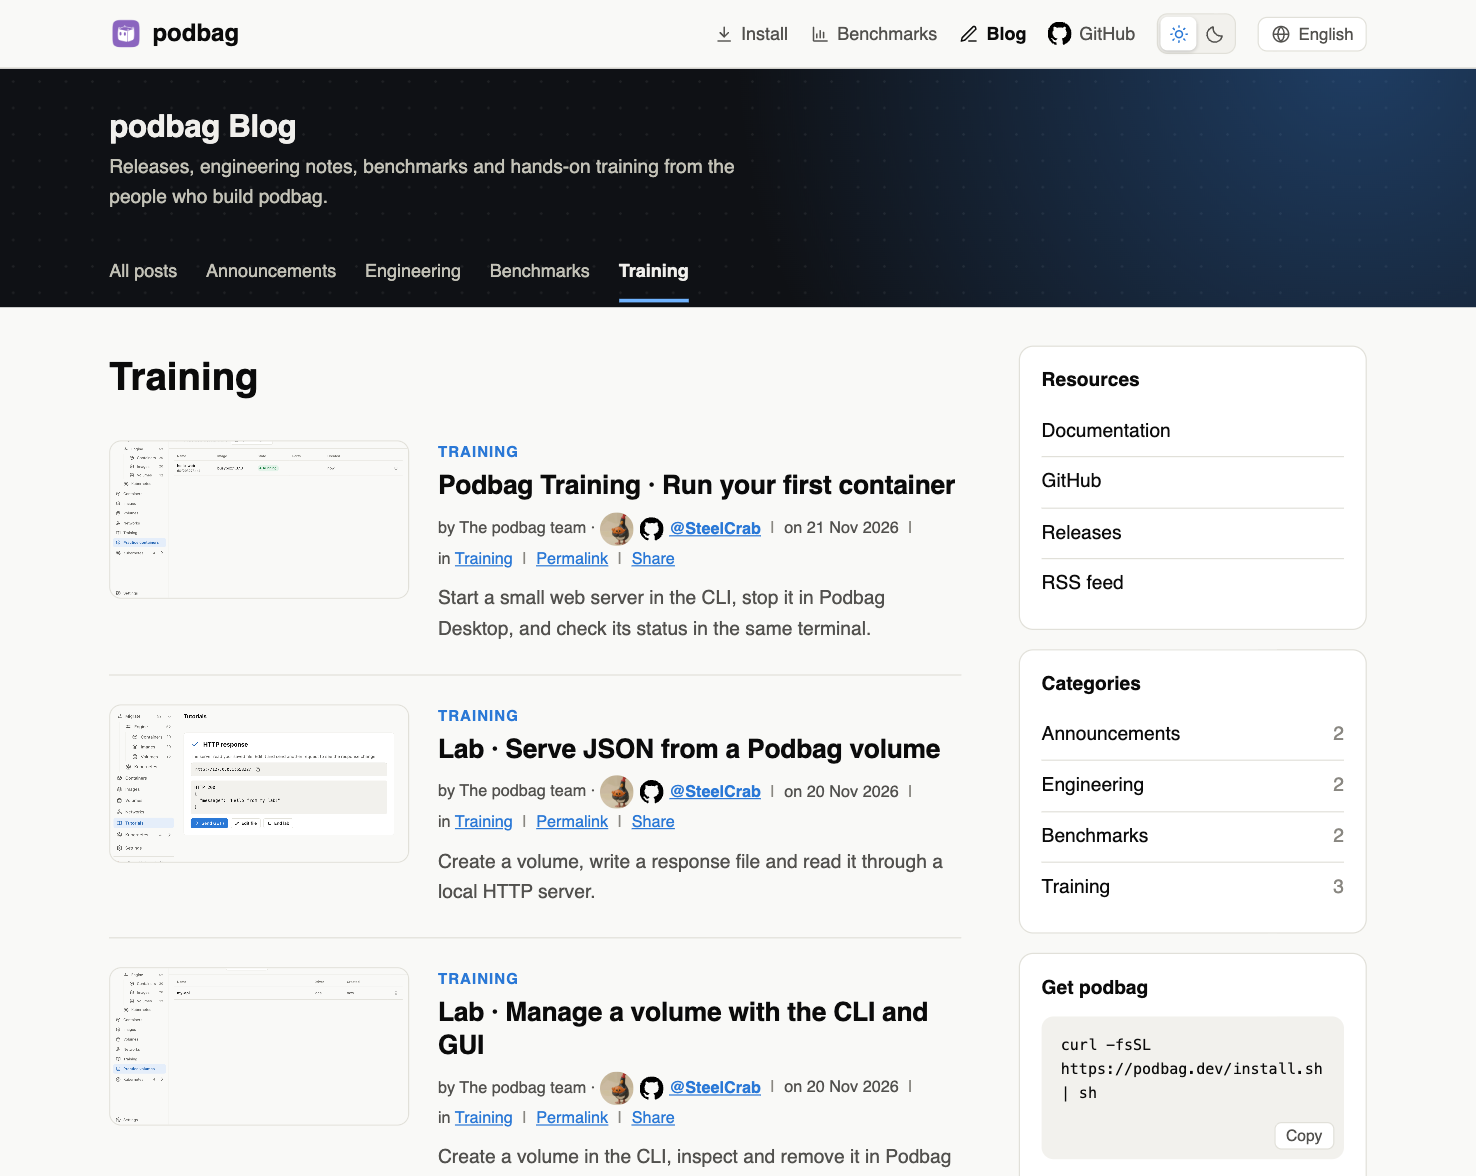 podbag
Install
Benchmarks
Blog
GitHub
English
podbag Blog
Releases, engineering notes, benchmarks and hands-on training from the
people who build podbag.
All posts
Announcements
Engineering
Benchmarks
Training
Training
TRAINING
Podbag Training · Run your first container
by The podbag team · @SteelCrab | on 21 Nov 2026 |
in Training | Permalink | Share
Start a small web server in the CLI, stop it in Podbag
Desktop, and check its status in the same terminal.
Tutorials
HTTP response
TRAINING
Lab · Serve JSON from a Podbag volume
by The podbag team · @SteelCrab | on 20 Nov 2026 |
in Training | Permalink | Share
Create a volume, write a response file and read it through a
local HTTP server.
TRAINING
Lab · Manage a volume with the CLI and
GUI
by The podbag team · @SteelCrab | on 20 Nov 2026 |
in Training | Permalink | Share
Create a volume in the CLI, inspect and remove it in Podbag
Resources
Documentation
GitHub
Releases
RSS feed
Categories
Announcements 2
Engineering 2
Benchmarks 2
Training 3
Get podbag
curl -fsSL
https://podbag.dev/install.sh
| sh
Copy